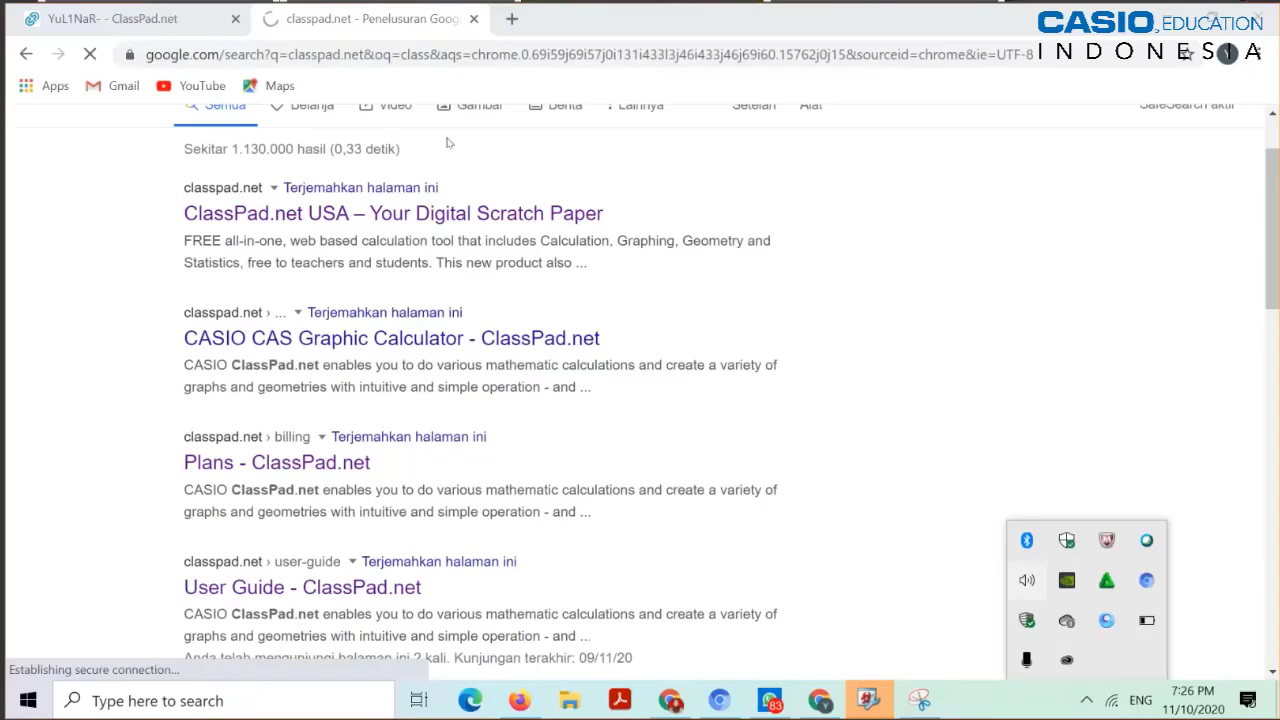 YuL1NaR- - ClassPad.net
classpad.net - Penelusuran Goog
CASIO EDUCATION
INDONESIA
google.com/search?q=classpad.net&oq=class&aqs=chrome.0.69i59j69i57j0i131i433l3j46i433j46j69i60.15762j0j15&sourceid=chrome&ie=UTF-8
Apps
Gmail
YouTube
Maps
Semua
Belanja
Video
Gambar
Berita
Lainnya
Setelan
Alat
SafeSearch aktif
Sekitar 1.130.000 hasil (0,33 detik)
classpad.net Terjemahkan halaman ini
ClassPad.net USA – Your Digital Scratch Paper
FREE all-in-one, web based calculation tool that includes Calculation, Graphing, Geometry and
Statistics, free to teachers and students. This new product also ...
classpad.net › ... Terjemahkan halaman ini
CASIO CAS Graphic Calculator - ClassPad.net
CASIO ClassPad.net enables you to do various mathematic calculations and create a variety of
graphs and geometries with intuitive and simple operation - and ...
classpad.net › billing Terjemahkan halaman ini
Plans - ClassPad.net
CASIO ClassPad.net enables you to do various mathematic calculations and create a variety of
graphs and geometries with intuitive and simple operation - and ...
classpad.net › user-guide Terjemahkan halaman ini
User Guide - ClassPad.net
CASIO ClassPad.net enables you to do various mathematic calculations and create a variety of
graphs and geometries with intuitive and simple operation - and ...
Anda telah mengunjungi halaman ini 2 kali. Kunjungan terakhir: 09/11/20
Establishing secure connection...
Type here to search
83
ENG
7:26 PM
11/10/2020